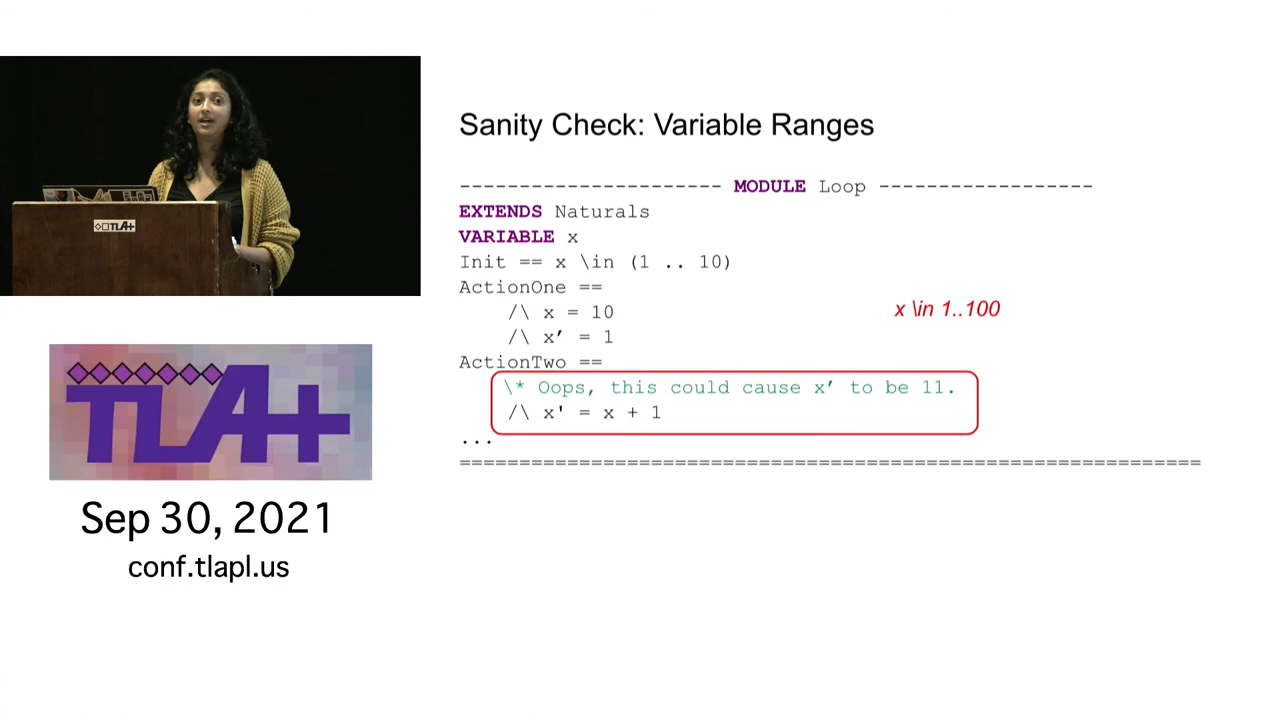 TLA+
TLA+
Sep 30, 2021
conf.tlapl.us
Sanity Check: Variable Ranges
---------------------- MODULE Loop ------------------
EXTENDS Naturals
VARIABLE x
Init == x \in (1 .. 10)
ActionOne ==
/\ x = 10
/\ x′ = 1
x \in 1..100
ActionTwo ==
\* Oops, this could cause x′ to be 11.
/\ x' = x + 1
...
==============================================================